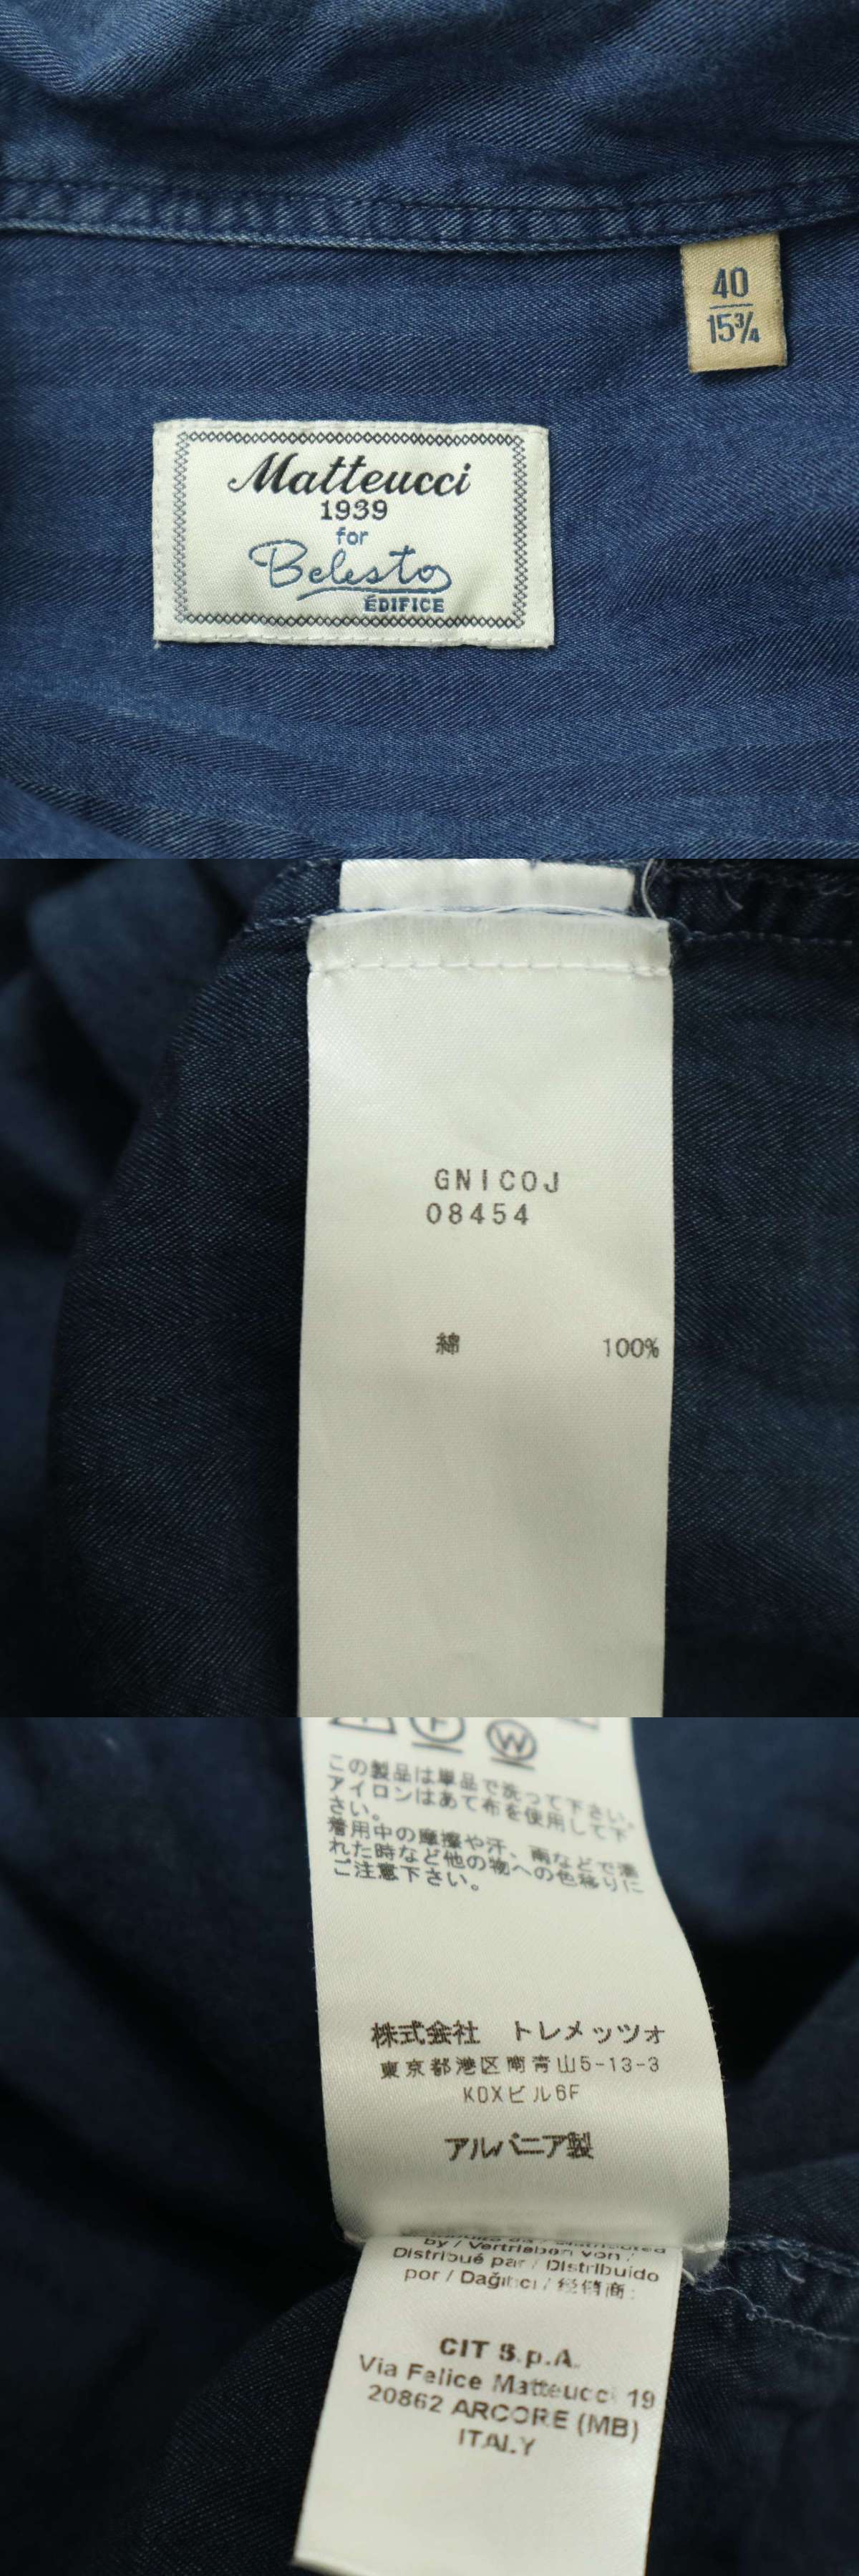 40
15¾
Matteucci
1939
for
Belesto
ÉDIFICE
GNICOJ
08454
綿 100%
W
この製品は単品で洗って下さい。
アイロンはあて布を使用して下
さい。
着用中の摩擦や汗、雨などで濡
れた時など他の物への色移りに
ご注意下さい。
株式会社 トレメッツォ
東京都港区南青山5-13-3
KDXビル6F
アルバニア製
by / Vertrieben von /
Distribué par / Distribuido
por / Dağıtıcı / 经销商:
CIT S.p.A.
Via Felice Matteucci 19
20862 ARCORE (MB)
ITALY